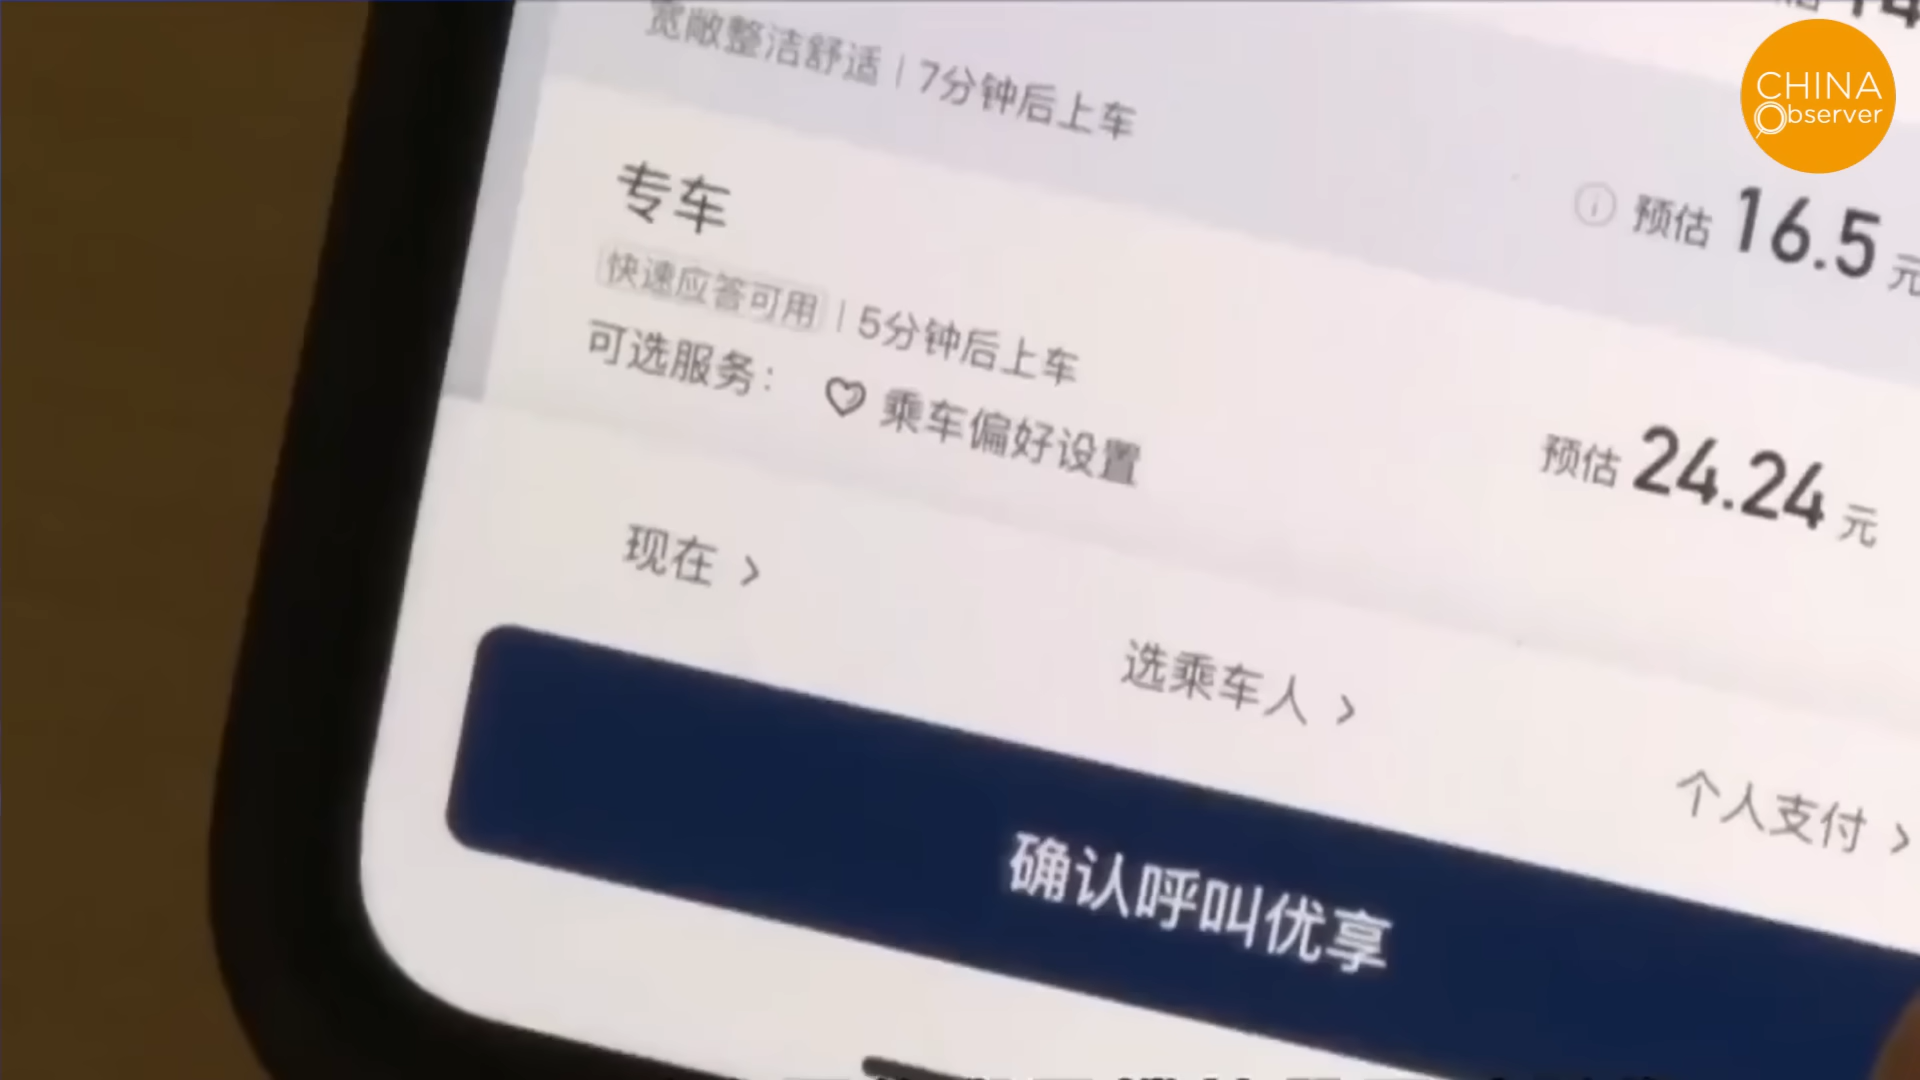 宽敞整洁舒适 | 7分钟后上车
CHINA
Observer
预估 16.5 元
专车
快速应答可用 | 5分钟后上车
可选服务： 乘车偏好设置
预估 24.24 元
现在 >
选乘车人 >
个人支付 >
确认呼叫优享